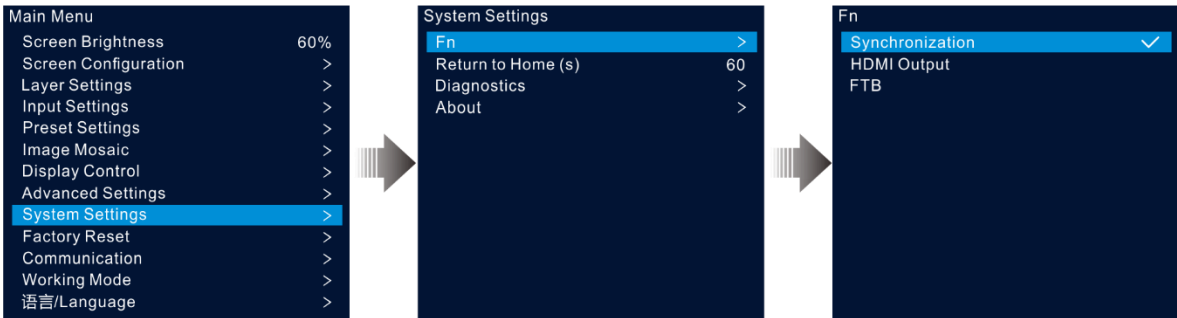 Main Menu
Screen Brightness 60%
Screen Configuration >
Layer Settings >
Input Settings >
Preset Settings >
Image Mosaic >
Display Control >
Advanced Settings >
System Settings >
Factory Reset >
Communication >
Working Mode >
语言/Language >
System Settings
Fn >
Return to Home (s) 60
Diagnostics >
About >
Fn
Synchronization ✓
HDMI Output
FTB